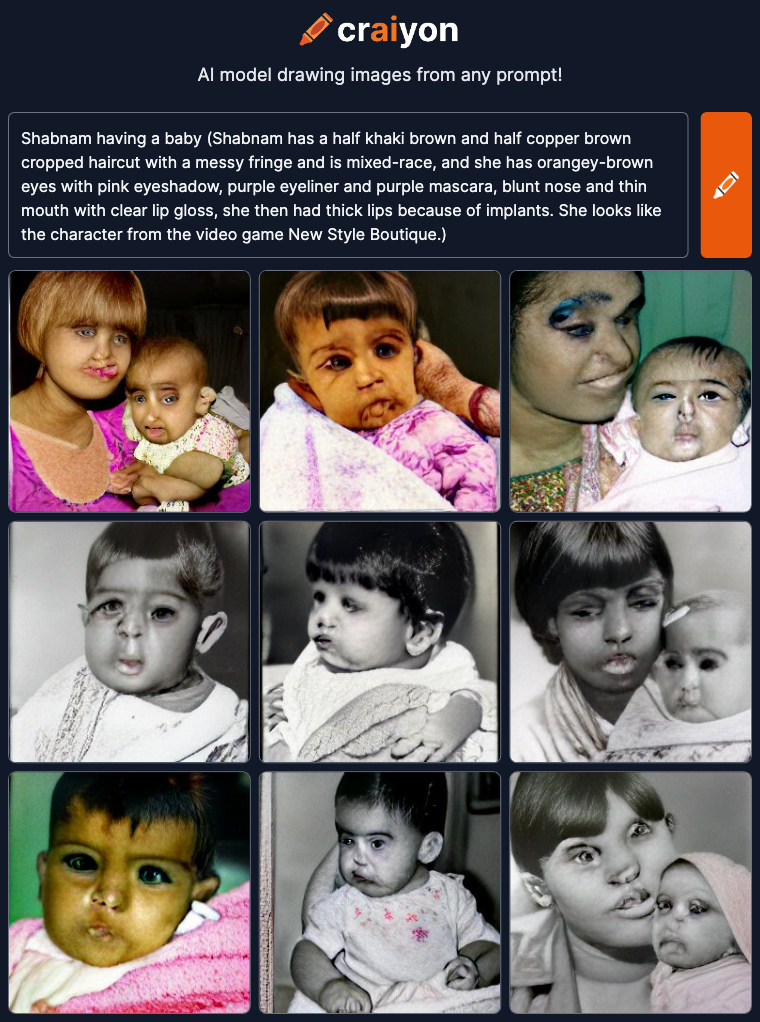 craiyon
AI model drawing images from any prompt!
Shabnam having a baby (Shabnam has a half khaki brown and half copper brown
cropped haircut with a messy fringe and is mixed-race, and she has orangey-brown
eyes with pink eyeshadow, purple eyeliner and purple mascara, blunt nose and thin
mouth with clear lip gloss, she then had thick lips because of implants. She looks like
the character from the video game New Style Boutique.)